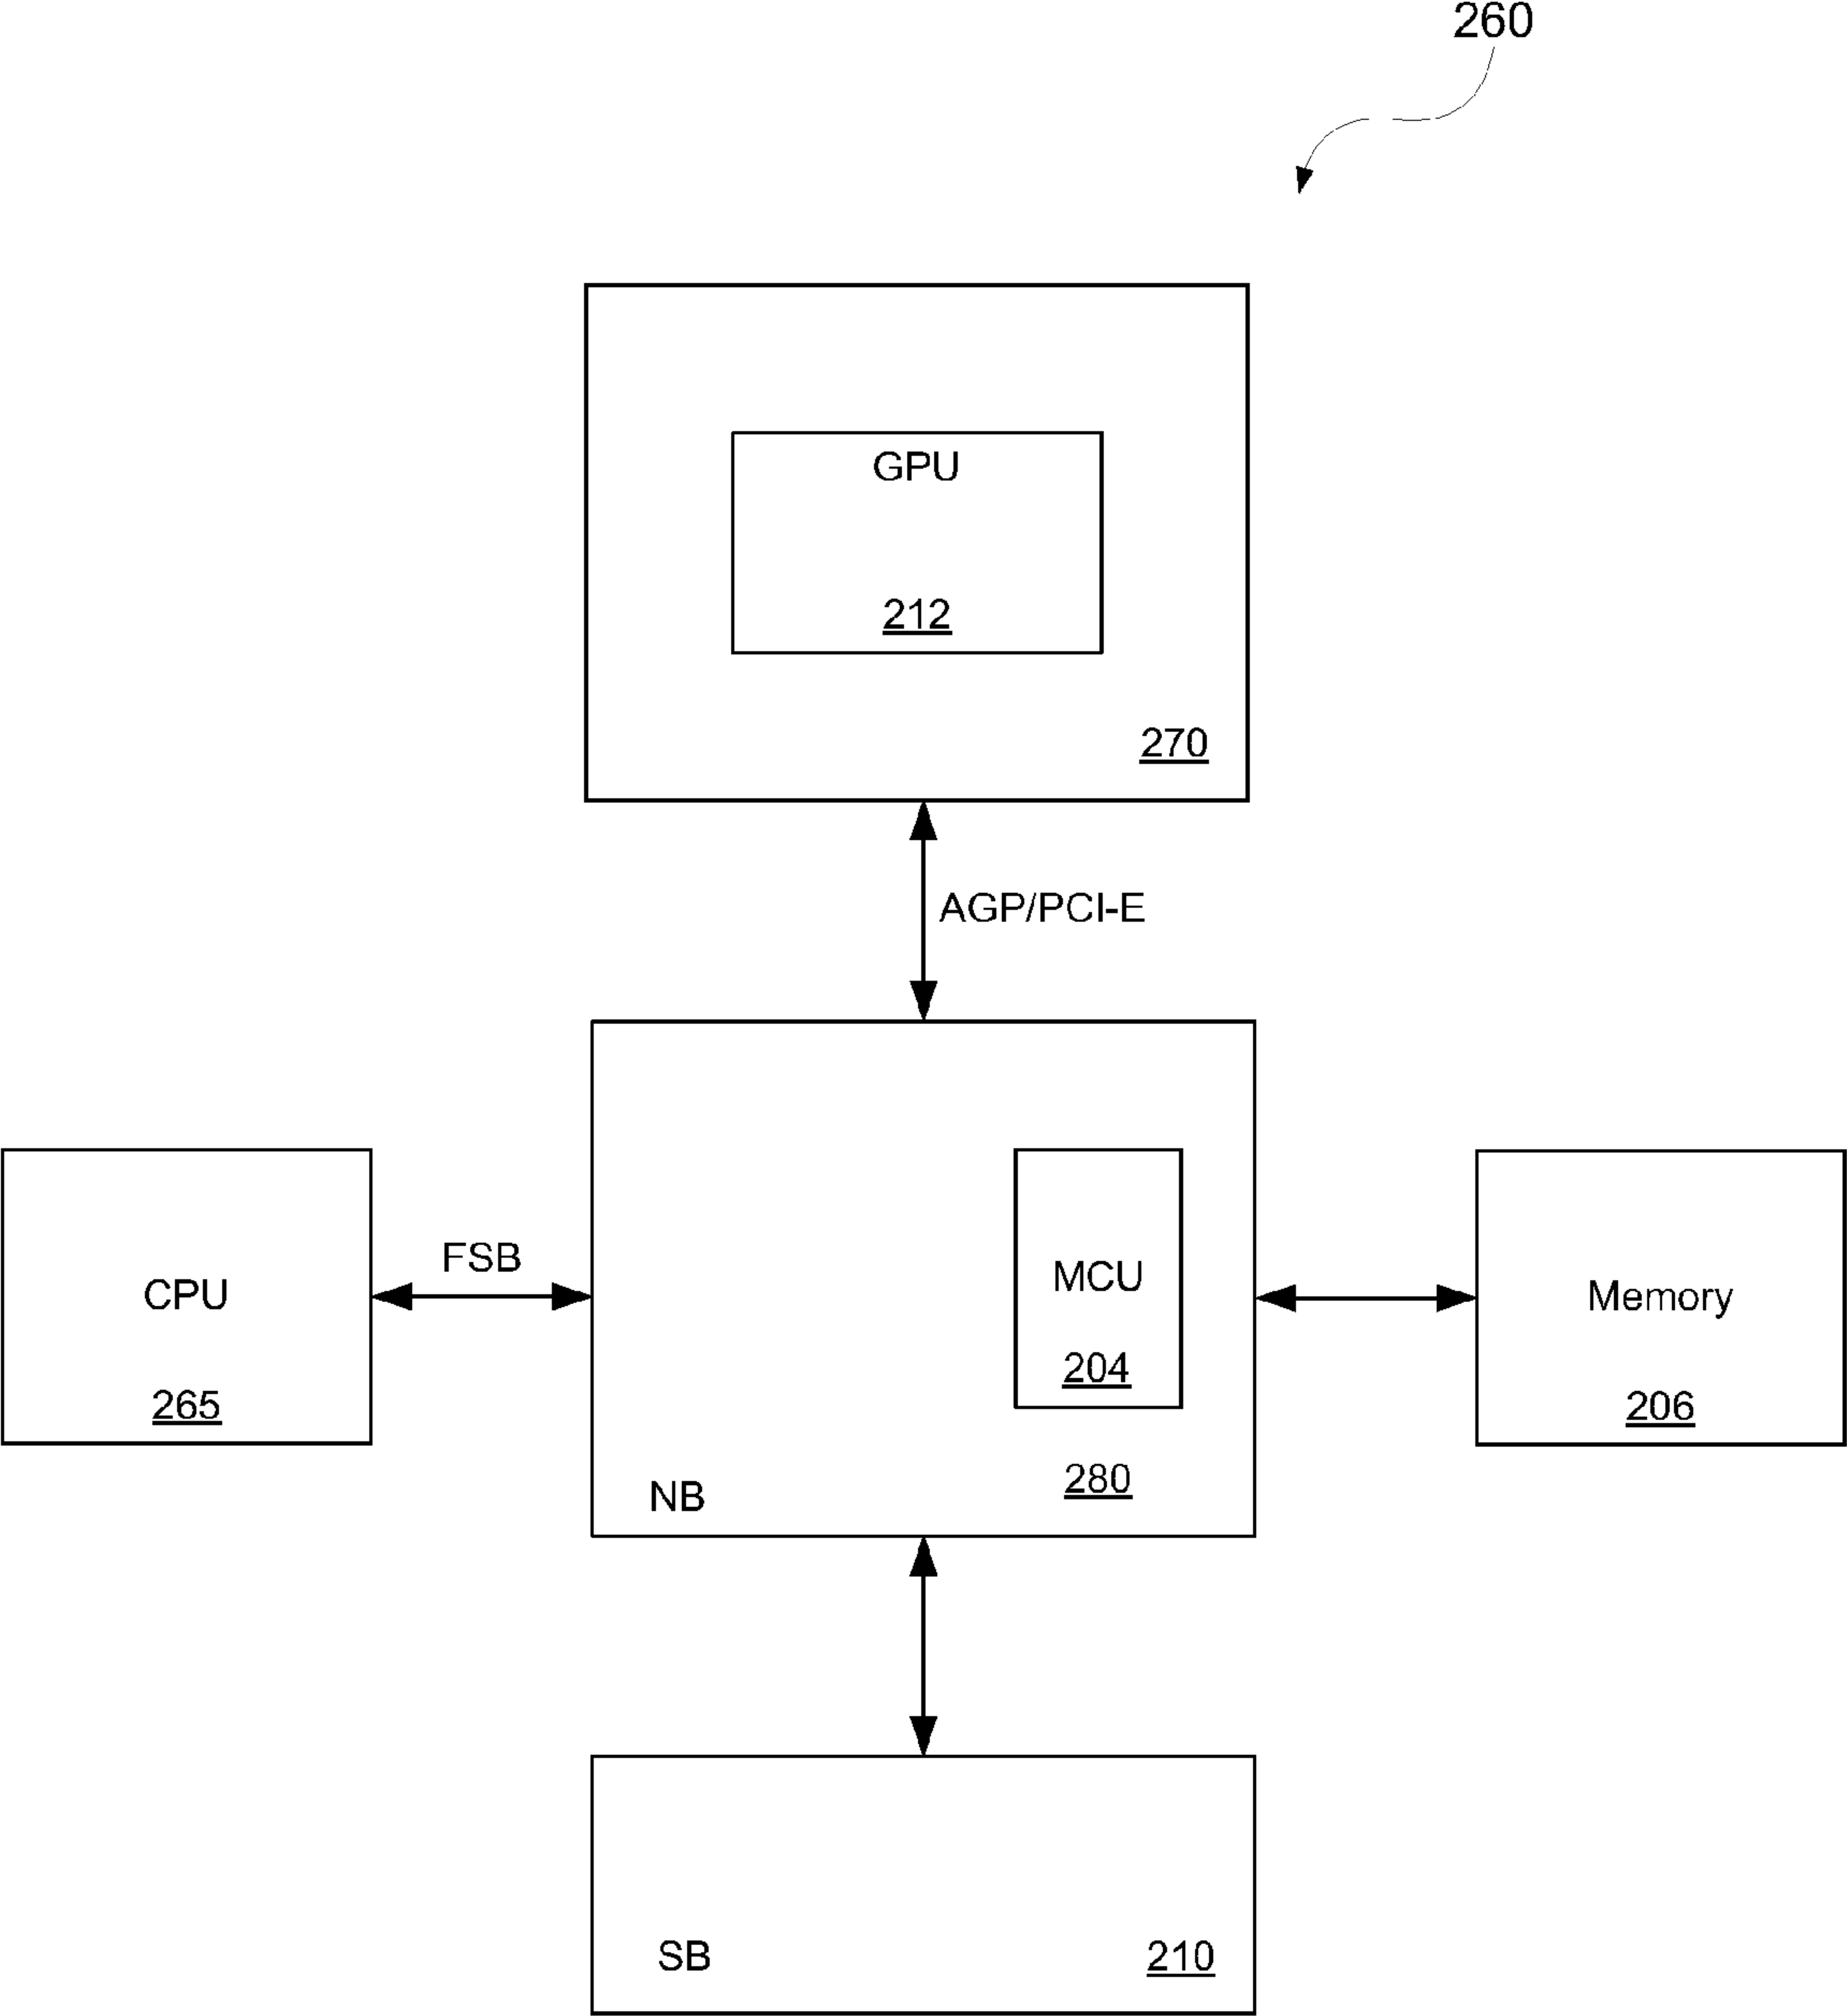 260
GPU
212
270
AGP/PCI-E
FSB
CPU
265
MCU
204
280
NB
Memory
206
SB
210